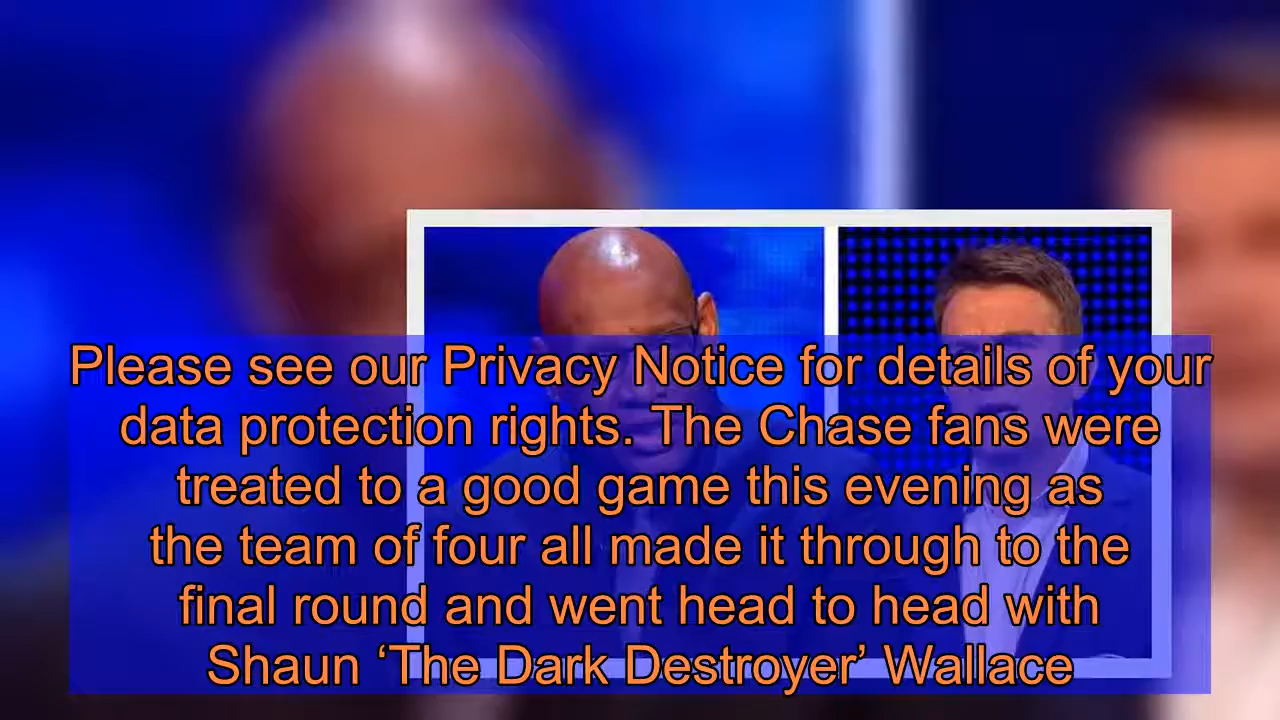 Please see our Privacy Notice for details of your
data protection rights. The Chase fans were
treated to a good game this evening as
the team of four all made it through to the
final round and went head to head with
Shaun ‘The Dark Destroyer’ Wallace